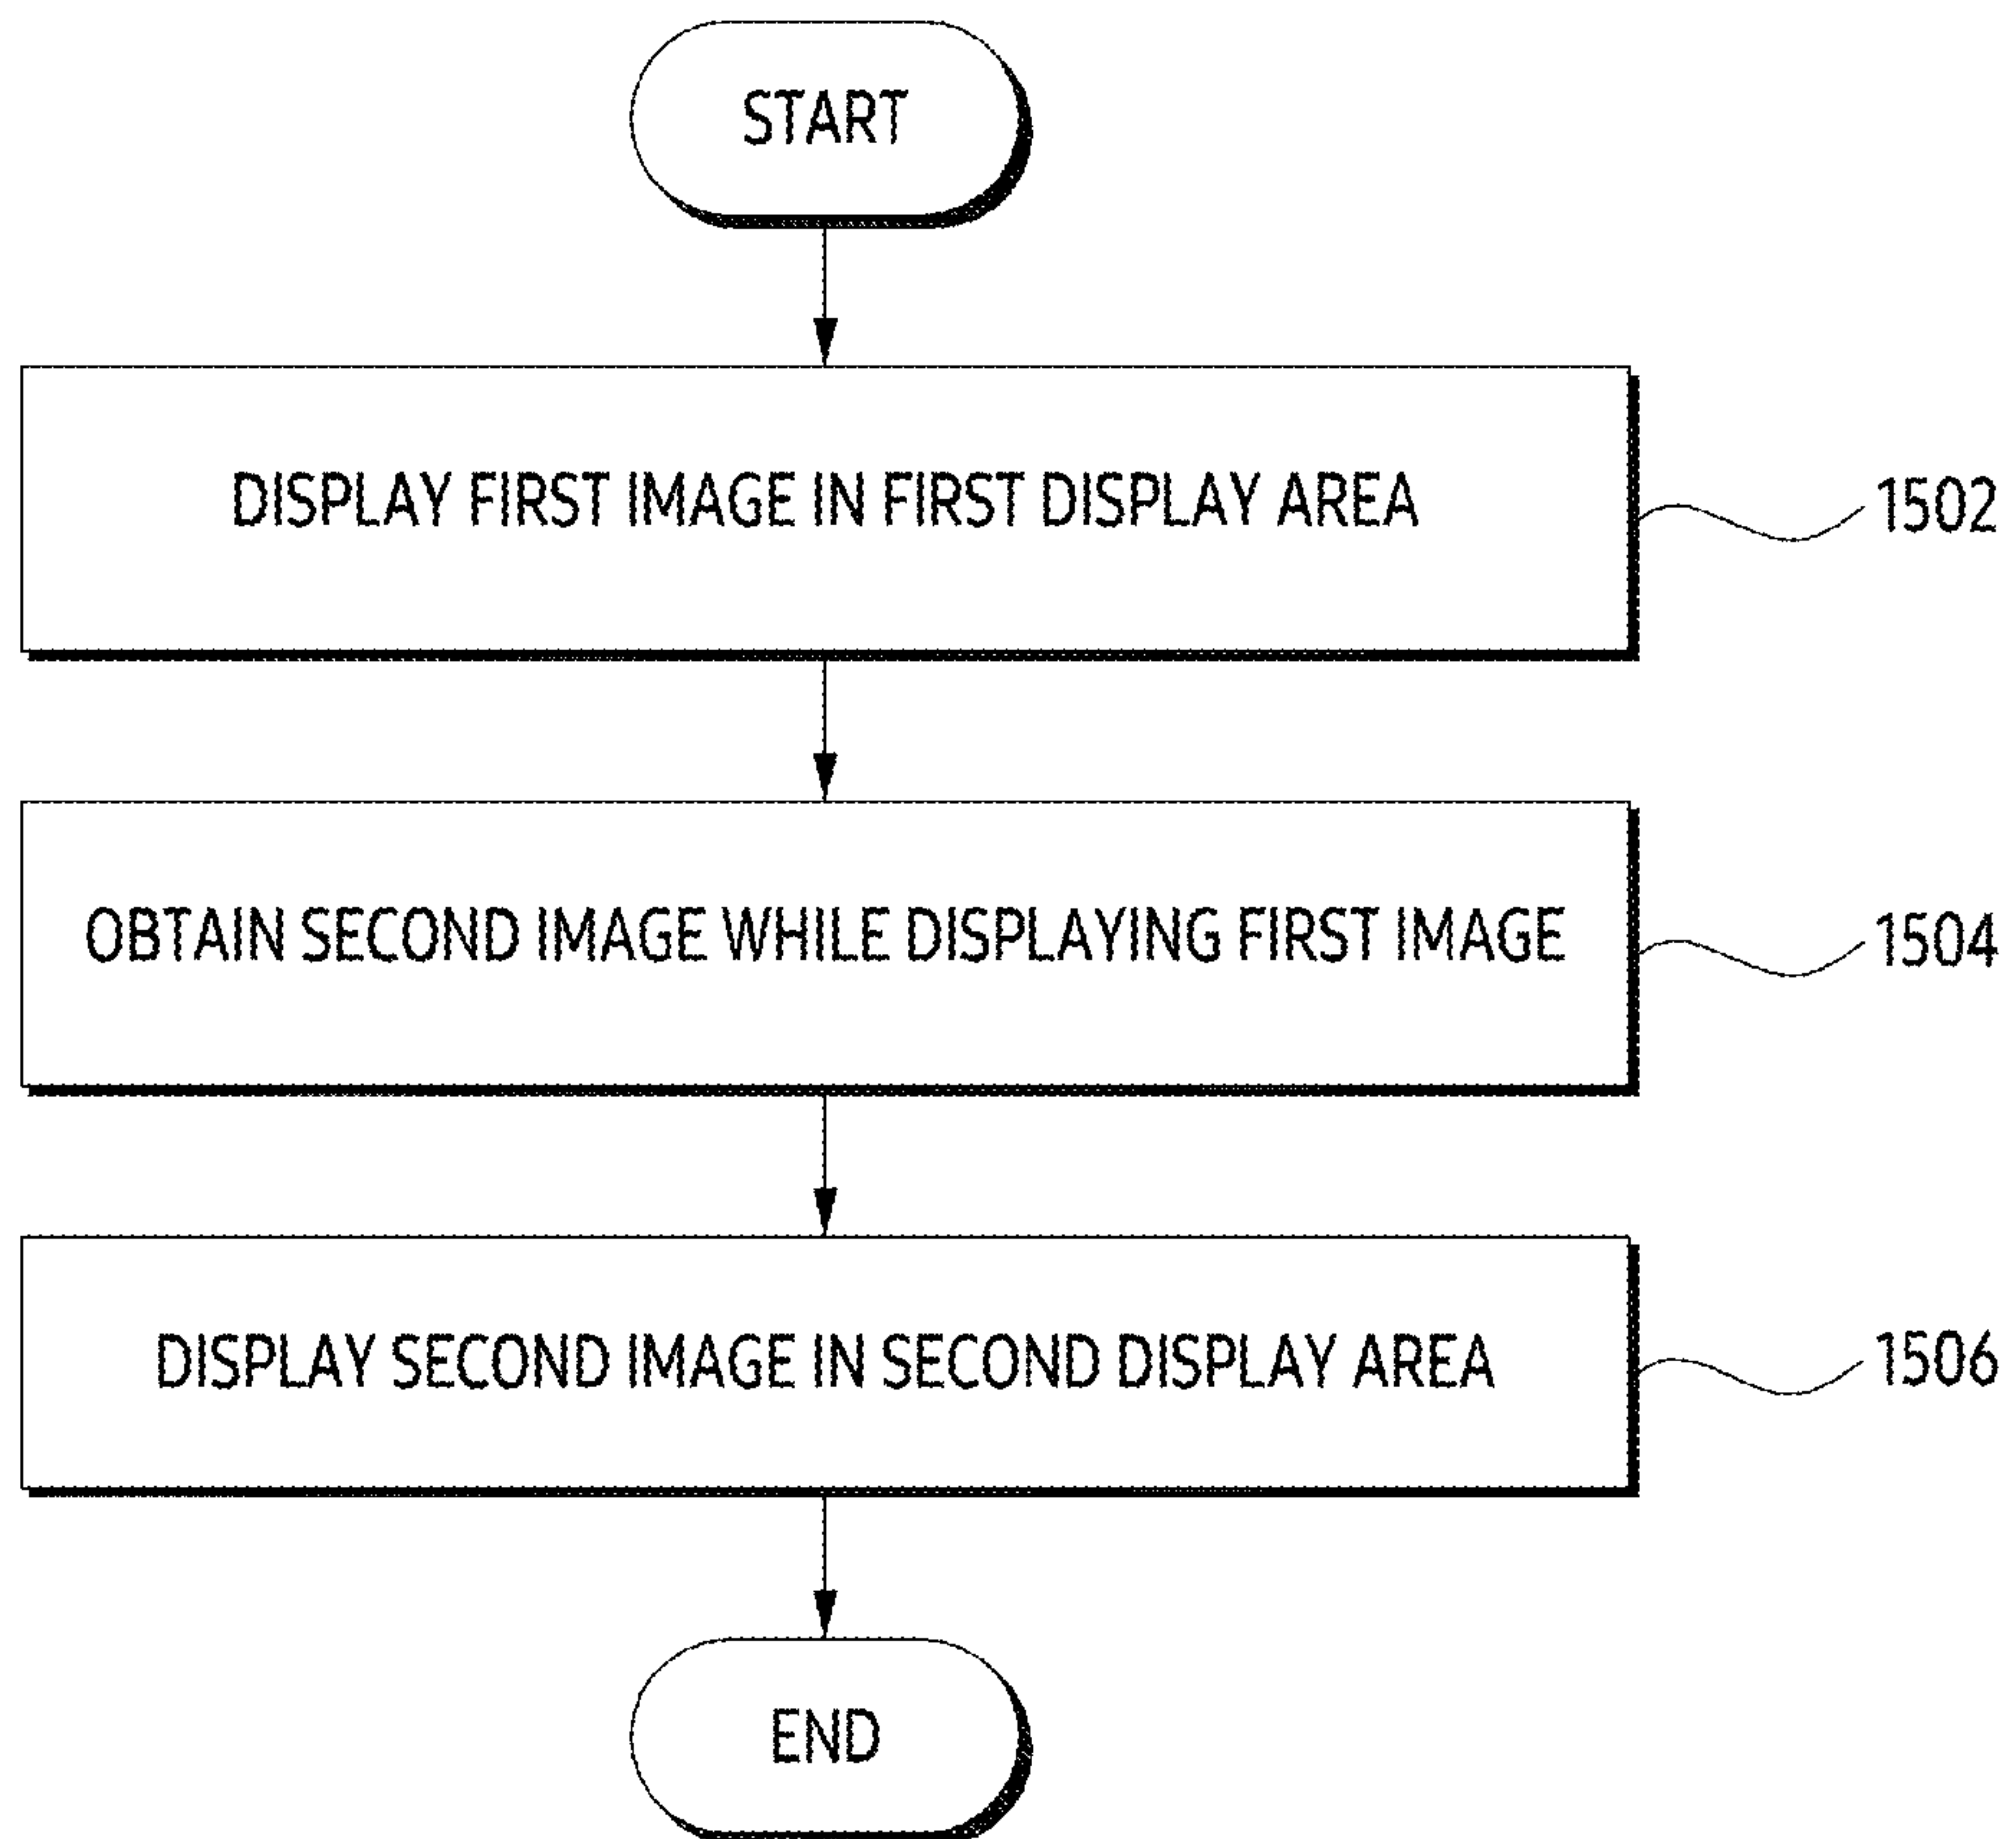 START
DISPLAY FIRST IMAGE IN FIRST DISPLAY AREA
1502
OBTAIN SECOND IMAGE WHILE DISPLAYING FIRST IMAGE
1504
DISPLAY SECOND IMAGE IN SECOND DISPLAY AREA
1506
END